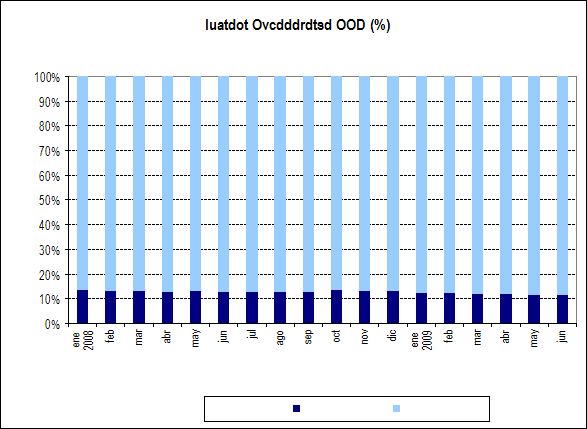 Iuatdot Ovcdddrdtsd OOD (%)
100%
90%
80%
70%
60%
50%
40%
30%
20%
10%
0%
ene 2008
feb
mar
abr
may
jun
jul
ago
sep
oct
nov
dic
ene 2009
feb
mar
abr
may
jun